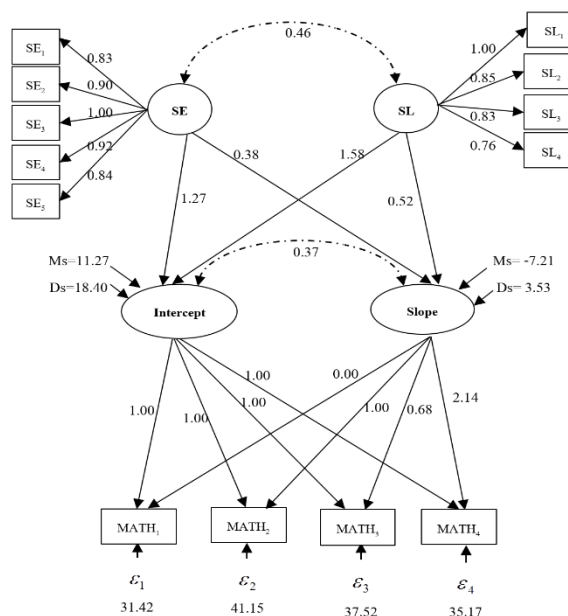 SE₁
SE₂
SE₃
SE₄
SE₅
0.83
0.90
1.00
0.92
0.84
SE
0.46
SL
1.00
0.85
0.83
0.76
SL₁
SL₂
SL₃
SL₄
1.27
0.38
1.58
0.52
0.37
Ms=11.27
Ds=18.40
Intercept
Slope
Ms= -7.21
Ds= 3.53
1.00
1.00
1.00
1.00
0.00
1.00
0.68
2.14
MATH₁
MATH₂
MATH₃
MATH₄
ε₁
ε₂
ε₃
ε₄
31.42
41.15
37.52
35.17